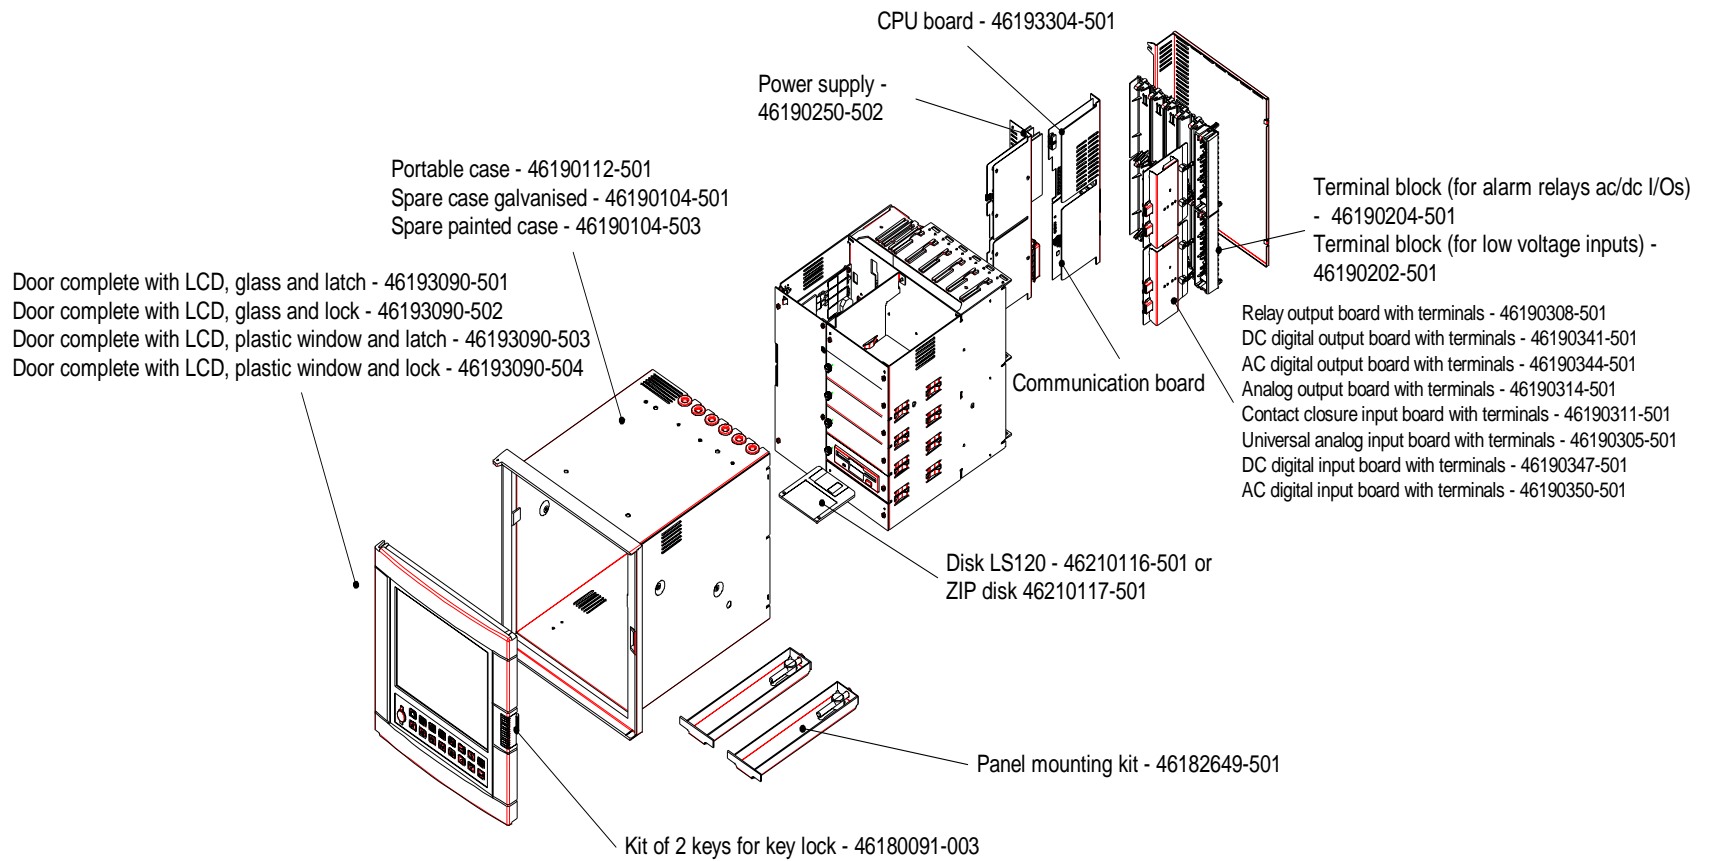 CPU board - 46193304-501
Power supply -
46190250-502
Portable case - 46190112-501
Spare case galvanised - 46190104-501
Spare painted case - 46190104-503
Terminal block (for alarm relays ac/dc I/Os)
- 46190204-501
Terminal block (for low voltage inputs) -
46190202-501
Door complete with LCD, glass and latch - 46193090-501
Door complete with LCD, glass and lock - 46193090-502
Door complete with LCD, plastic window and latch - 46193090-503
Door complete with LCD, plastic window and lock - 46193090-504
Relay output board with terminals - 46190308-501
DC digital output board with terminals - 46190341-501
AC digital output board with terminals - 46190344-501
Analog output board with terminals - 46190314-501
Contact closure input board with terminals - 46190311-501
Universal analog input board with terminals - 46190305-501
DC digital input board with terminals - 46190347-501
AC digital input board with terminals - 46190350-501
Communication board
Disk LS120 - 46210116-501 or
ZIP disk 46210117-501
Panel mounting kit - 46182649-501
Kit of 2 keys for key lock - 46180091-003